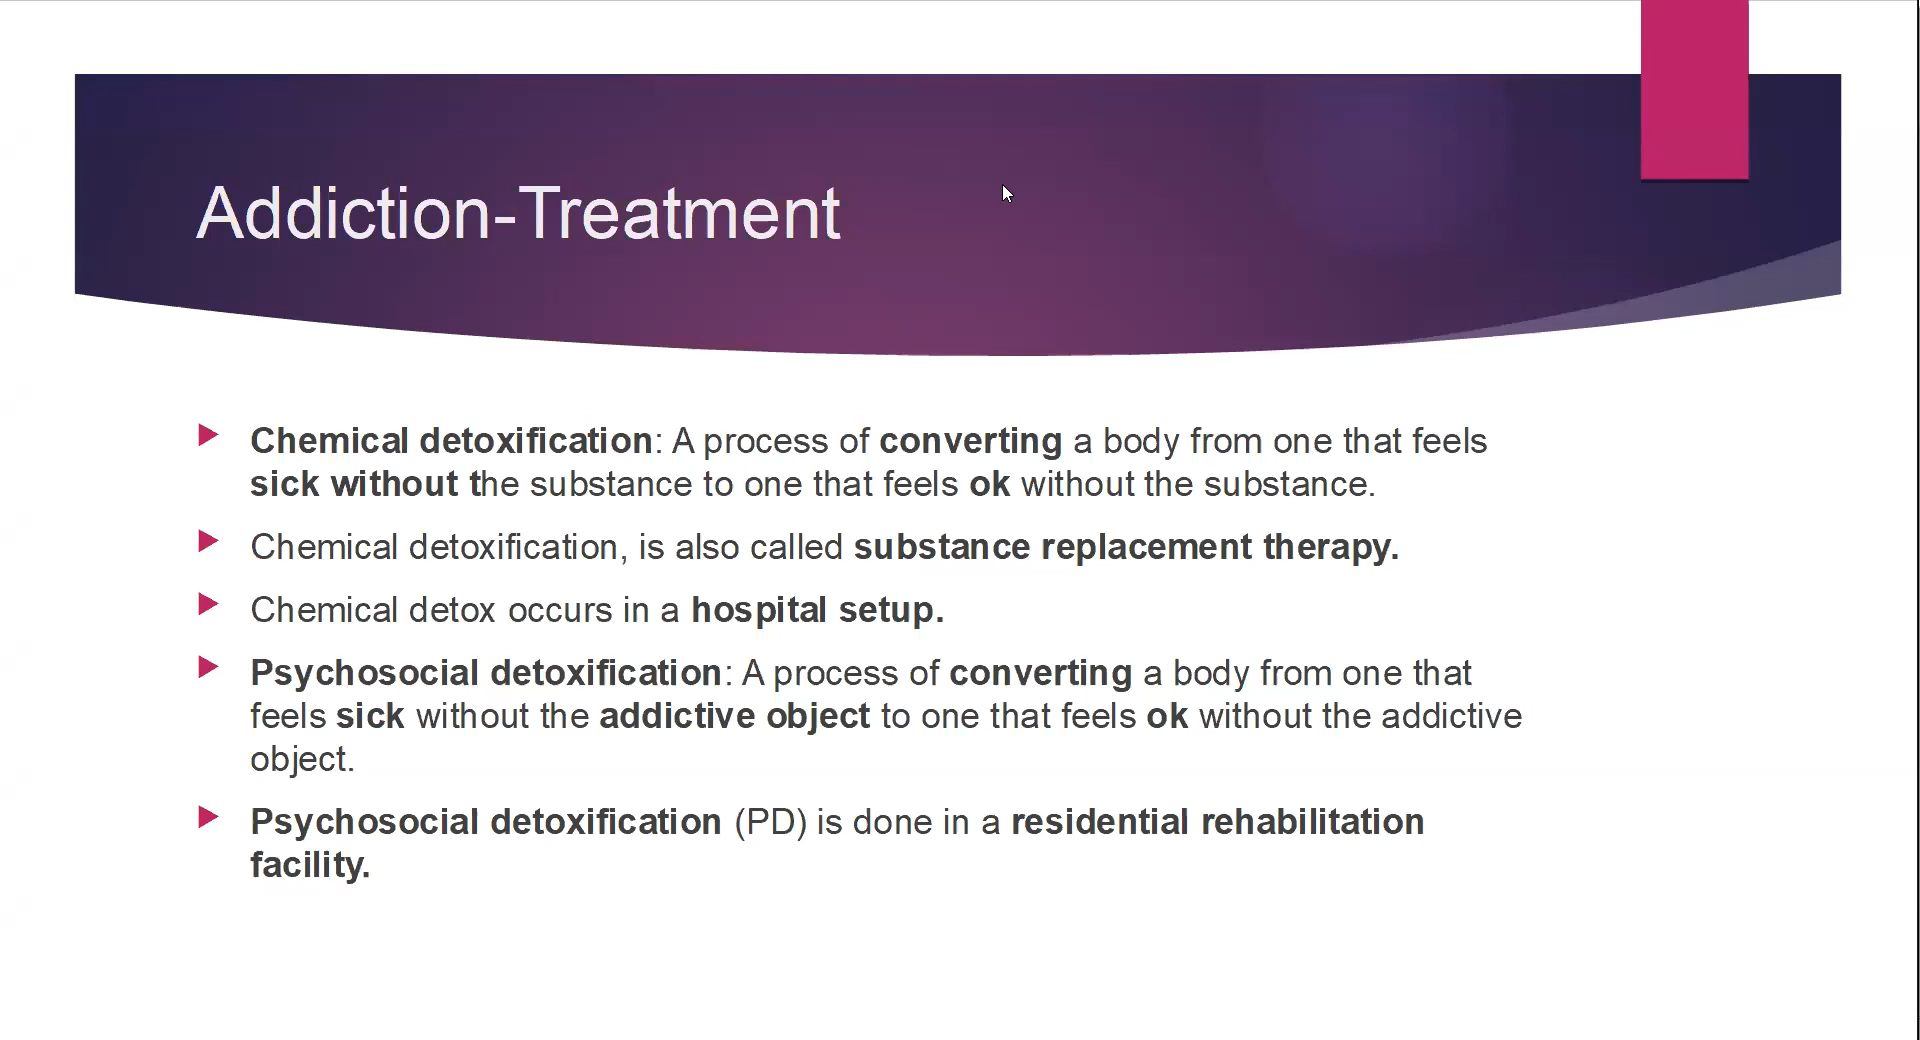 Addiction-Treatment
Chemical detoxification: A process of converting a body from one that feels
sick without the substance to one that feels ok without the substance.
Chemical detoxification, is also called substance replacement therapy.
Chemical detox occurs in a hospital setup.
Psychosocial detoxification: A process of converting a body from one that
feels sick without the addictive object to one that feels ok without the addictive
object.
Psychosocial detoxification (PD) is done in a residential rehabilitation
facility.